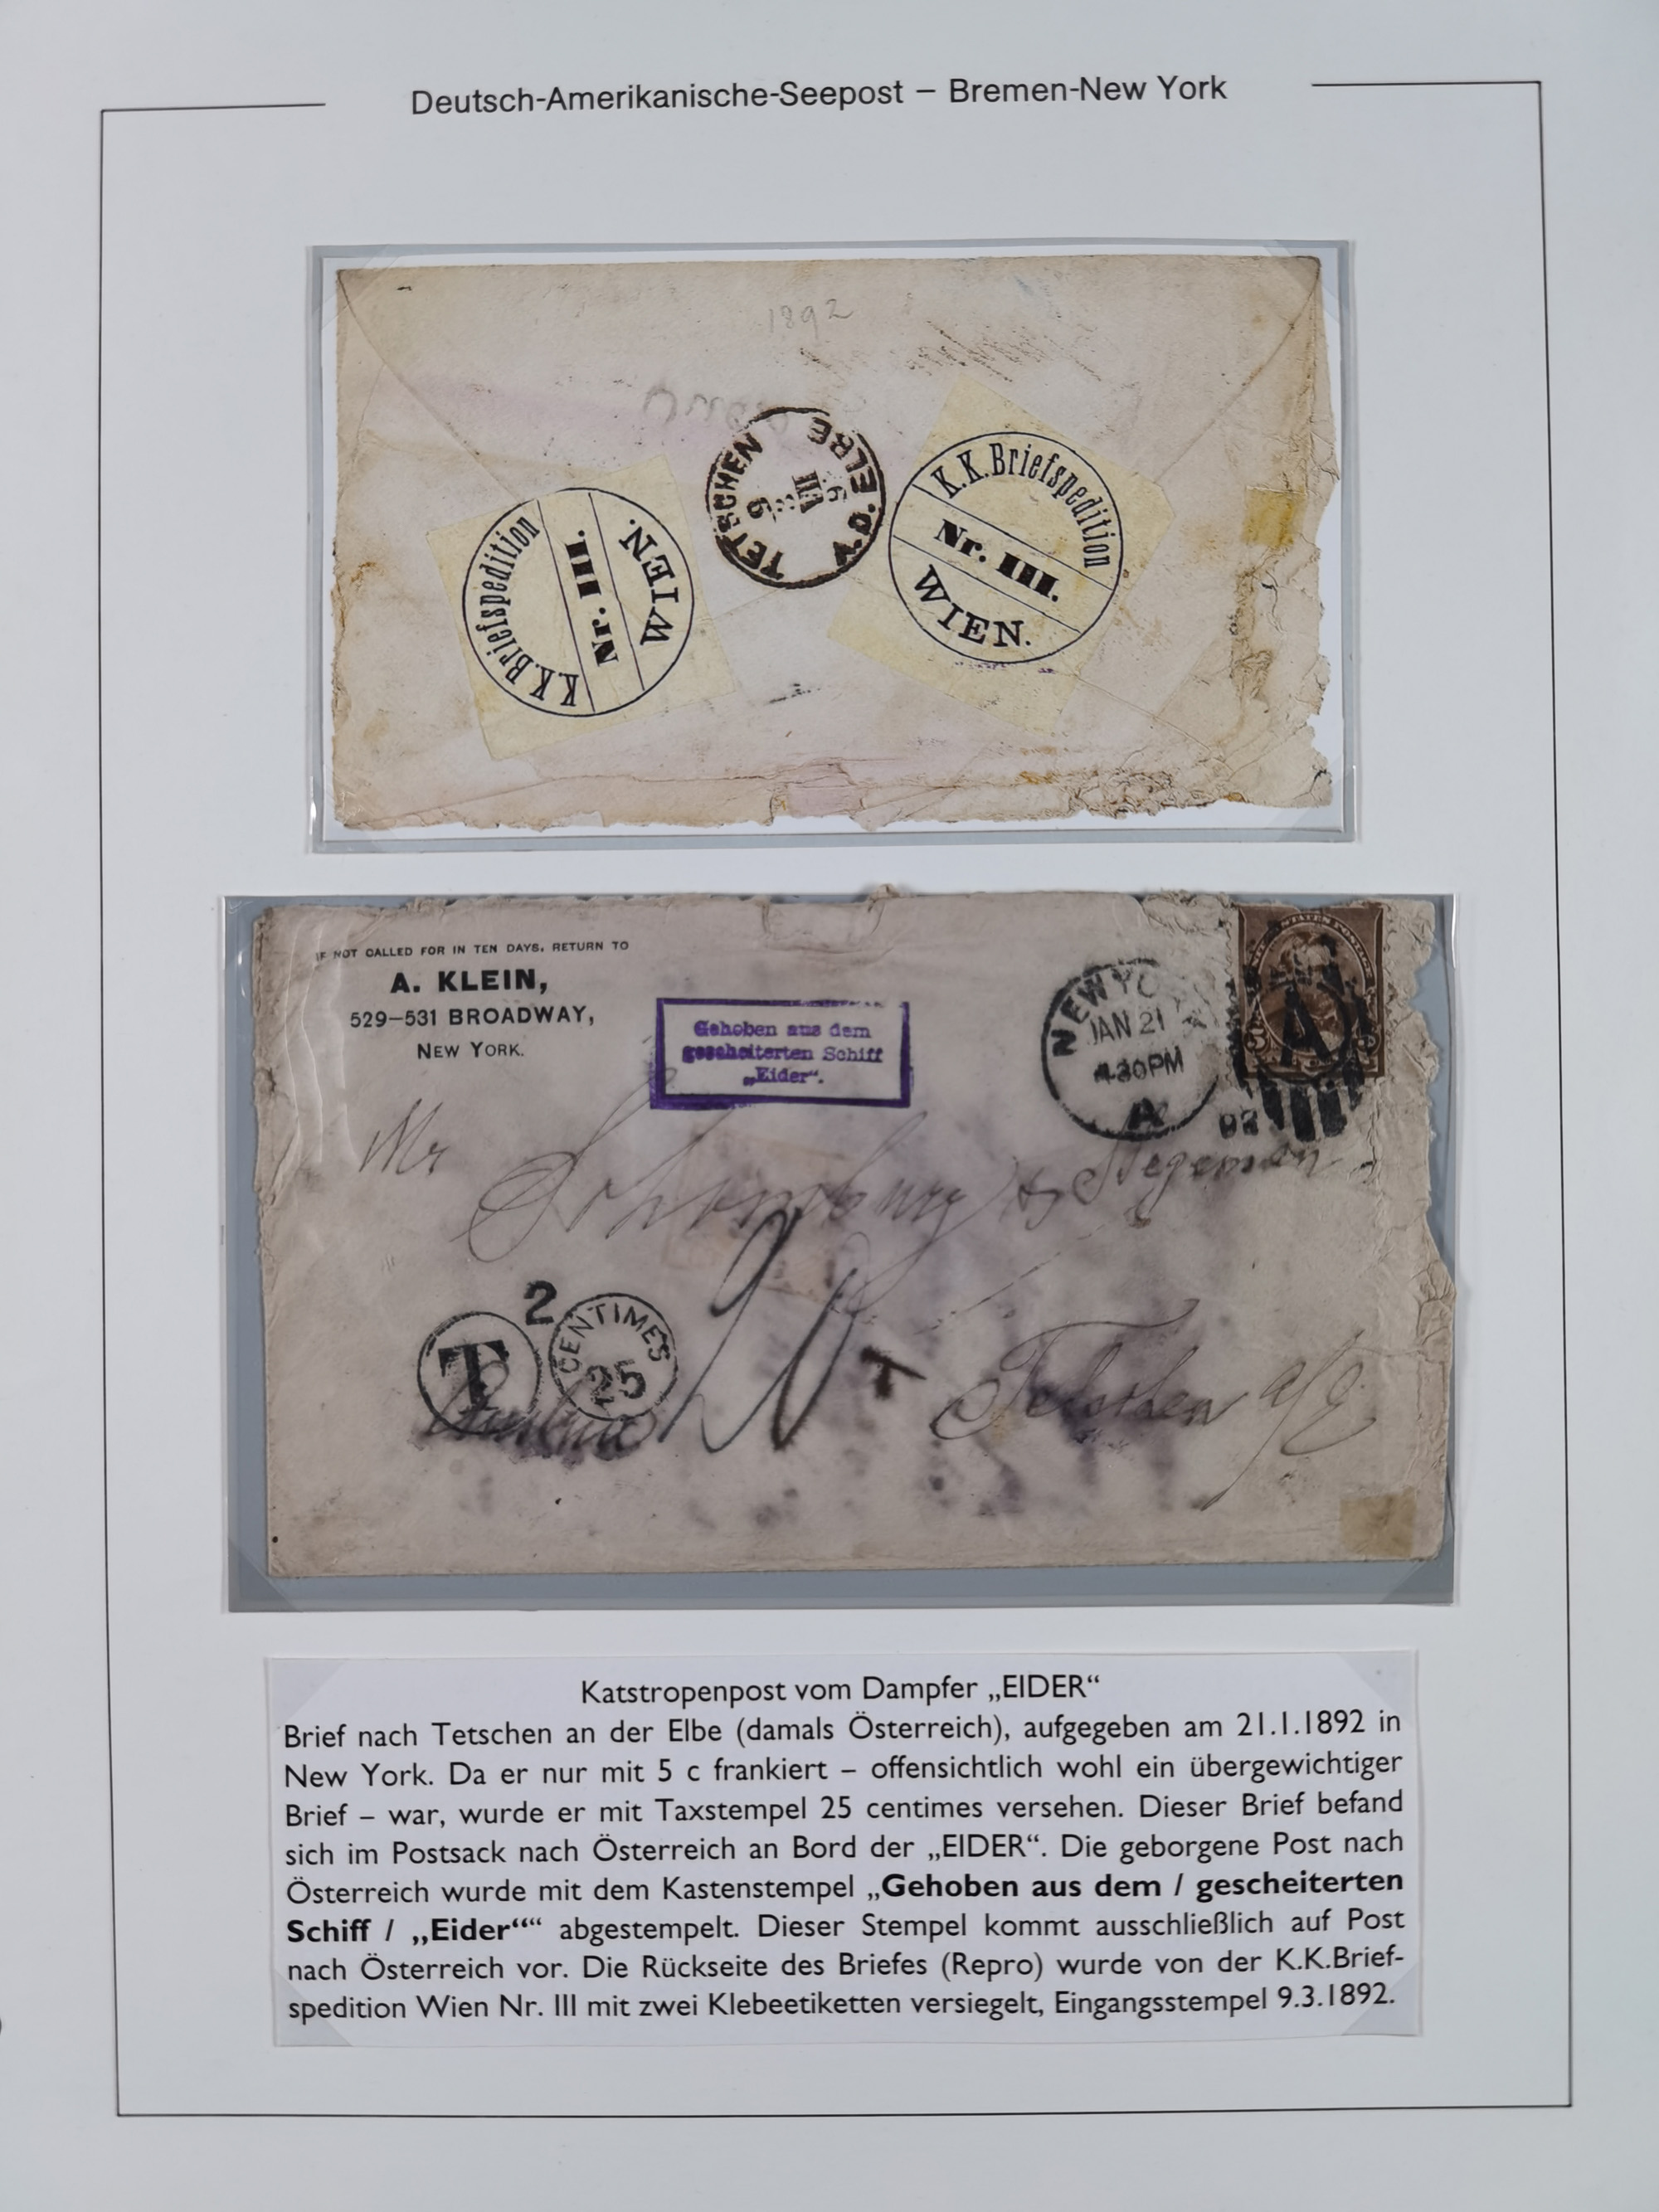 Deutsch-Amerikanische-Seepost – Bremen-New York
1892
TETSCHEN A.D. ELBE
K.K.Briefspedition
Nr. III.
WIEN.
K.K.Briefspedition
Nr. III.
WIEN.
IF NOT CALLED FOR IN TEN DAYS, RETURN TO
A. KLEIN,
529–531 BROADWAY,
NEW YORK.
Gehoben aus dem
gescheiterten Schiff
„Eider“.
NEW YO
JAN 21
4 30PM
A
92
A
Mr Schomburg & Stegeman
2
T
CENTIMES
25
20
T
Tetschen a/E
Katstropenpost vom Dampfer „EIDER“
Brief nach Tetschen an der Elbe (damals Österreich), aufgegeben am 21.1.1892 in
New York. Da er nur mit 5 c frankiert – offensichtlich wohl ein übergewichtiger
Brief – war, wurde er mit Taxstempel 25 centimes versehen. Dieser Brief befand
sich im Postsack nach Österreich an Bord der „EIDER“. Die geborgene Post nach
Österreich wurde mit dem Kastenstempel „Gehoben aus dem / gescheiterten
Schiff / „Eider““ abgestempelt. Dieser Stempel kommt ausschließlich auf Post
nach Österreich vor. Die Rückseite des Briefes (Repro) wurde von der K.K.Brief-
spedition Wien Nr. III mit zwei Klebeetiketten versiegelt, Eingangsstempel 9.3.1892.